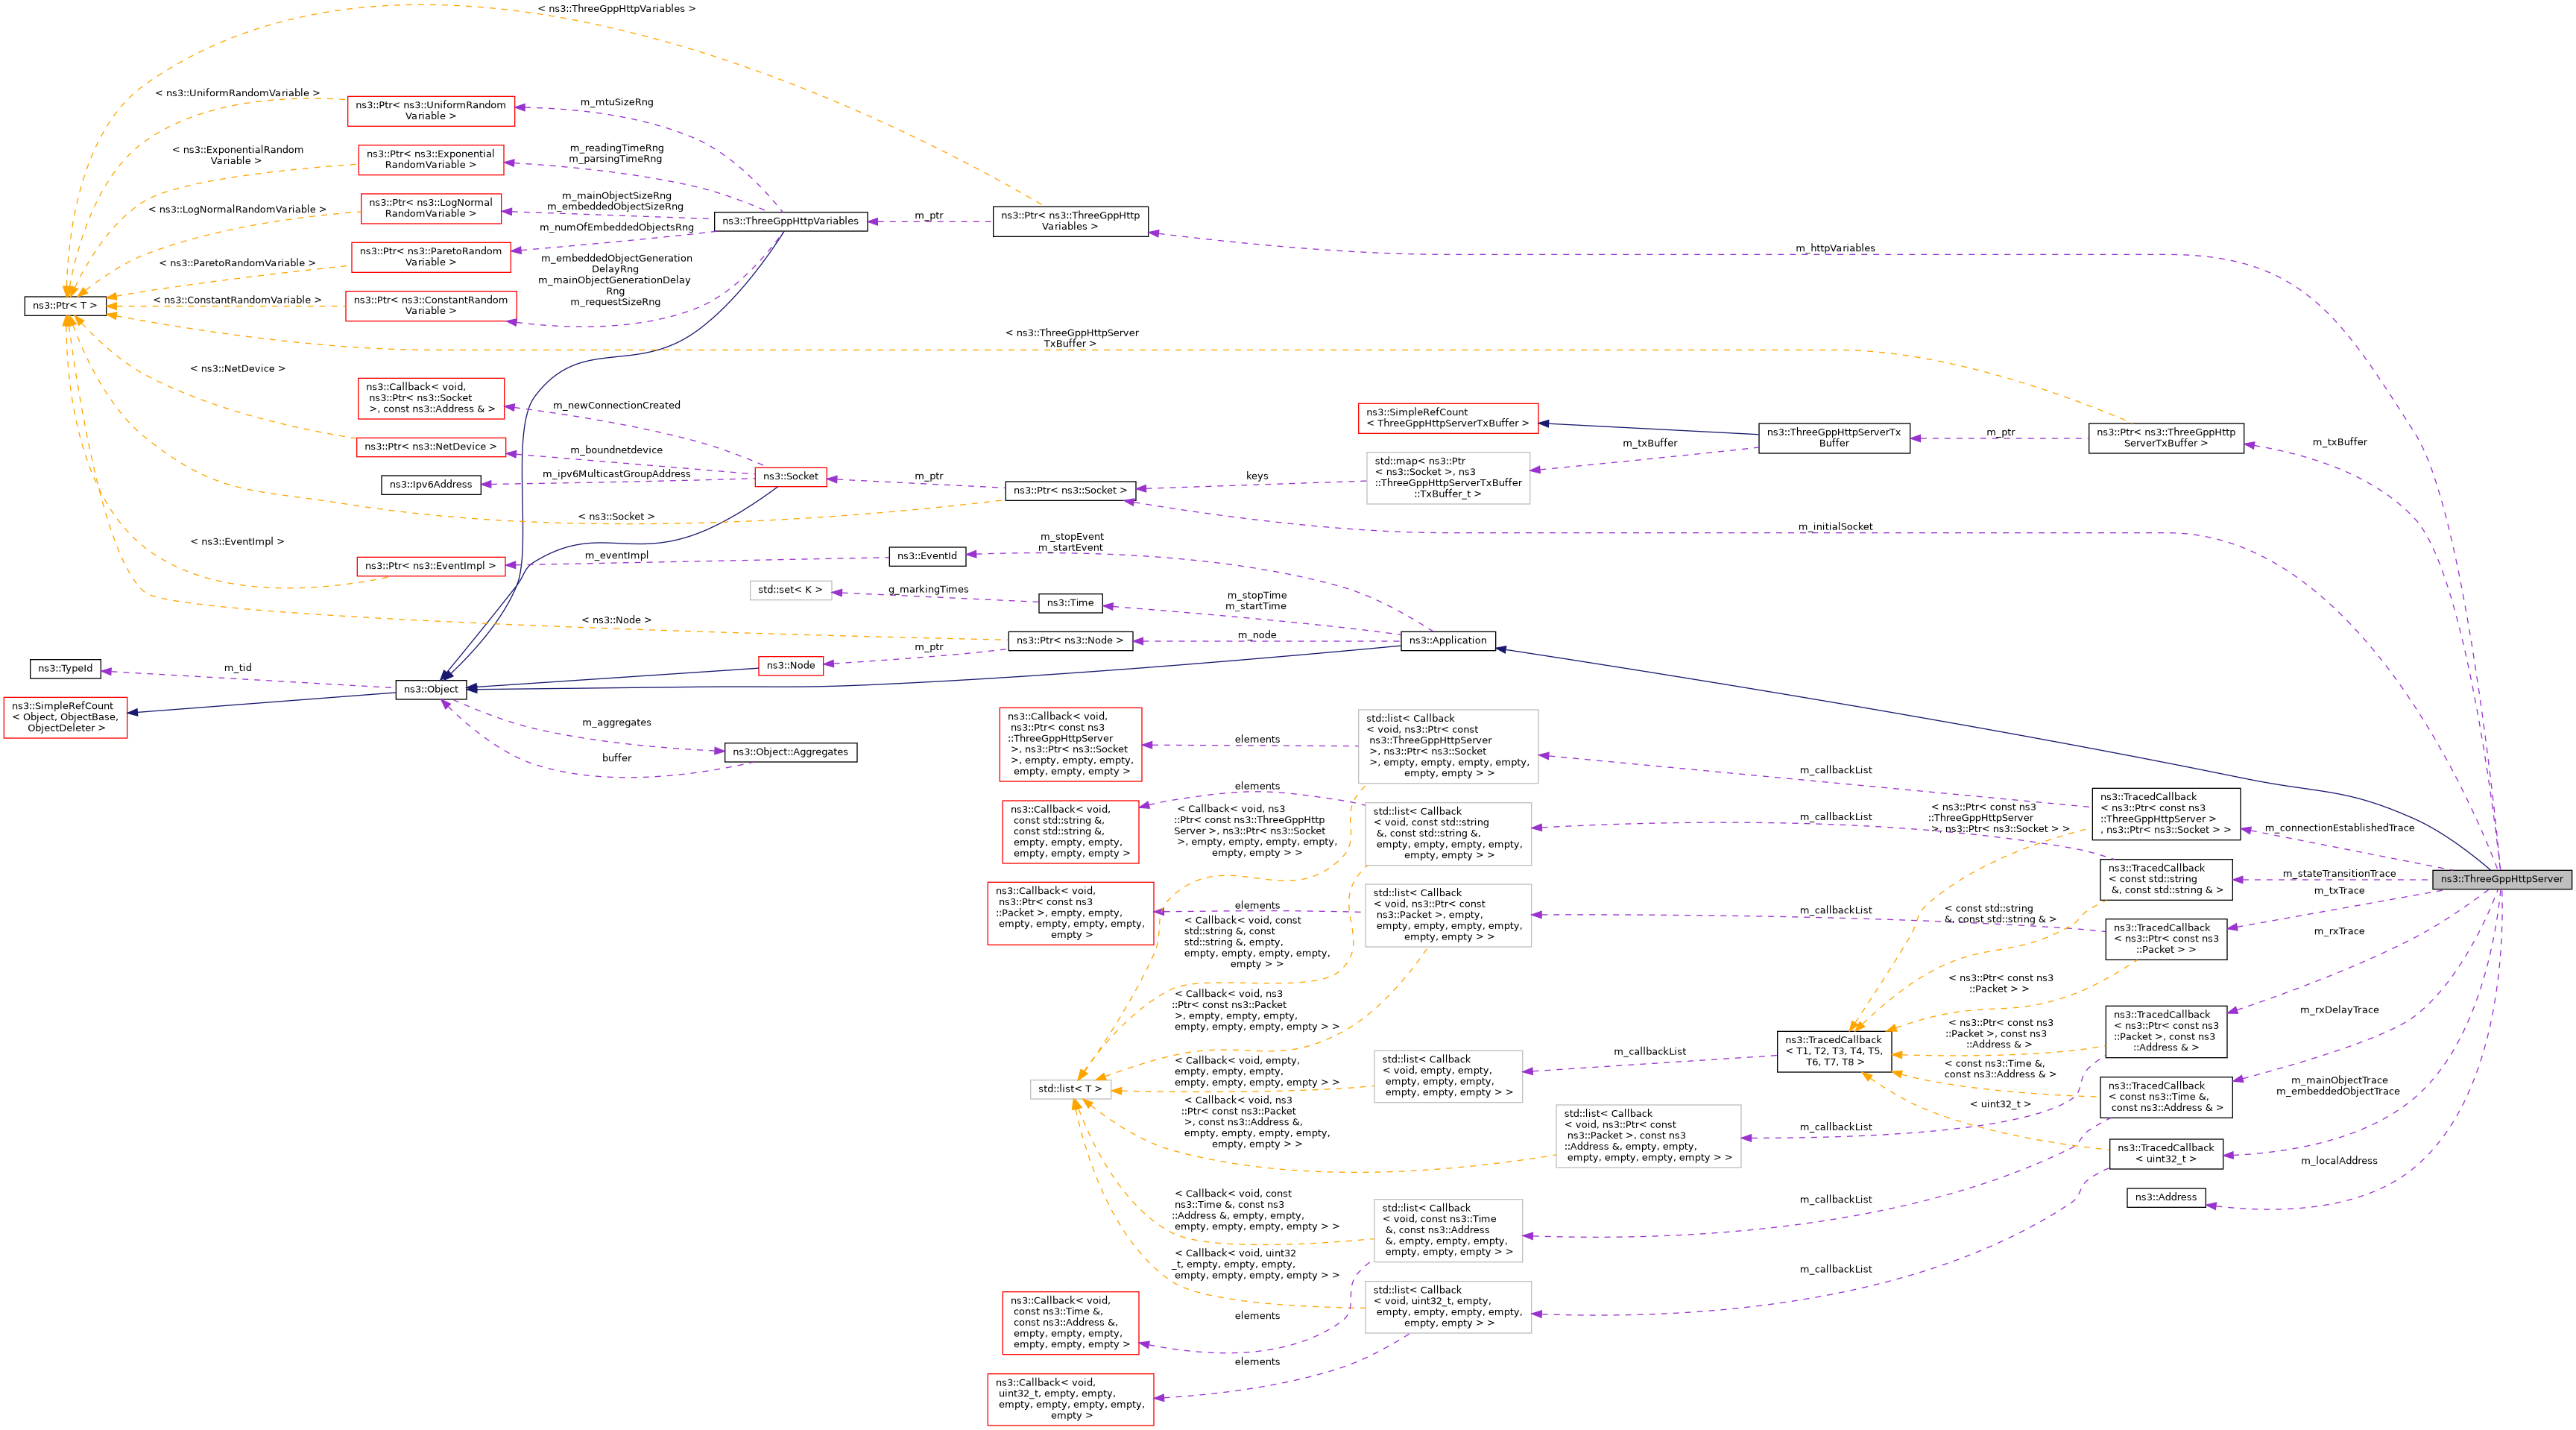 < ns3::ThreeGppHttpVariables >
< ns3::UniformRandomVariable >
ns3::Ptr< ns3::UniformRandom
Variable >
m_mtuSizeRng
< ns3::ExponentialRandom
Variable >
ns3::Ptr< ns3::Exponential
RandomVariable >
m_readingTimeRng
m_parsingTimeRng
< ns3::LogNormalRandomVariable >
ns3::Ptr< ns3::LogNormal
RandomVariable >
m_mainObjectSizeRng
m_embeddedObjectSizeRng
ns3::ThreeGppHttpVariables
m_ptr
ns3::Ptr< ns3::ThreeGppHttp
Variables >
m_numOfEmbeddedObjectsRng
< ns3::ParetoRandomVariable >
ns3::Ptr< ns3::ParetoRandom
Variable >
m_embeddedObjectGeneration
DelayRng
m_mainObjectGenerationDelay
Rng
m_requestSizeRng
m_httpVariables
ns3::Ptr< T >
< ns3::ConstantRandomVariable >
ns3::Ptr< ns3::ConstantRandom
Variable >
< ns3::ThreeGppHttpServer
TxBuffer >
< ns3::NetDevice >
ns3::Callback< void,
ns3::Ptr< ns3::Socket
>, const ns3::Address & >
m_newConnectionCreated
ns3::SimpleRefCount
< ThreeGppHttpServerTxBuffer >
ns3::ThreeGppHttpServerTx
Buffer
m_ptr
ns3::Ptr< ns3::ThreeGppHttp
ServerTxBuffer >
m_txBuffer
m_txBuffer
ns3::Ptr< ns3::NetDevice >
m_boundnetdevice
ns3::Ipv6Address
m_ipv6MulticastGroupAddress
ns3::Socket
m_ptr
ns3::Ptr< ns3::Socket >
keys
std::map< ns3::Ptr
< ns3::Socket >, ns3
::ThreeGppHttpServerTxBuffer
::TxBuffer_t >
< ns3::Socket >
m_initialSocket
< ns3::EventImpl >
ns3::Ptr< ns3::EventImpl >
m_eventImpl
ns3::EventId
m_stopEvent
m_startEvent
std::set< K >
g_markingTimes
ns3::Time
m_stopTime
m_startTime
< ns3::Node >
ns3::Ptr< ns3::Node >
m_node
ns3::Application
m_ptr
ns3::Node
ns3::TypeId
m_tid
ns3::Object
ns3::SimpleRefCount
< Object, ObjectBase,
ObjectDeleter >
m_aggregates
buffer
ns3::Object::Aggregates
ns3::Callback< void,
ns3::Ptr< const ns3
::ThreeGppHttpServer
>, ns3::Ptr< ns3::Socket
>, empty, empty, empty,
empty, empty, empty >
elements
std::list< Callback
< void, ns3::Ptr< const
ns3::ThreeGppHttpServer
>, ns3::Ptr< ns3::Socket
>, empty, empty, empty, empty,
empty, empty > >
m_callbackList
< ns3::Ptr< const ns3
::ThreeGppHttpServer
>, ns3::Ptr< ns3::Socket > >
ns3::TracedCallback
< ns3::Ptr< const ns3
::ThreeGppHttpServer >
, ns3::Ptr< ns3::Socket > >
m_connectionEstablishedTrace
ns3::Callback< void,
const std::string &,
const std::string &,
empty, empty, empty,
empty, empty, empty >
elements
< Callback< void, ns3
::Ptr< const ns3::ThreeGppHttp
Server >, ns3::Ptr< ns3::Socket
>, empty, empty, empty, empty,
empty, empty > >
std::list< Callback
< void, const std::string
&, const std::string &,
empty, empty, empty, empty,
empty, empty > >
m_callbackList
ns3::TracedCallback
< const std::string
&, const std::string & >
m_stateTransitionTrace
ns3::ThreeGppHttpServer
ns3::Callback< void,
ns3::Ptr< const ns3
::Packet >, empty, empty,
empty, empty, empty, empty,
empty >
elements
< Callback< void, const
std::string &, const
std::string &, empty,
empty, empty, empty, empty,
empty > >
std::list< Callback
< void, ns3::Ptr< const
ns3::Packet >, empty,
empty, empty, empty, empty,
empty, empty > >
m_callbackList
< const std::string
&, const std::string & >
ns3::TracedCallback
< ns3::Ptr< const ns3
::Packet > >
m_txTrace
m_rxTrace
< Callback< void, ns3
::Ptr< const ns3::Packet
>, empty, empty, empty,
empty, empty, empty, empty > >
< ns3::Ptr< const ns3
::Packet > >
ns3::TracedCallback
< ns3::Ptr< const ns3
::Packet >, const ns3
::Address & >
m_rxDelayTrace
< ns3::Ptr< const ns3
::Packet >, const ns3
::Address & >
ns3::TracedCallback
< T1, T2, T3, T4, T5,
T6, T7, T8 >
m_callbackList
std::list< Callback
< void, empty, empty,
empty, empty, empty,
empty, empty, empty > >
< Callback< void, empty,
empty, empty, empty,
empty, empty, empty, empty > >
std::list< T >
< const ns3::Time &,
const ns3::Address & >
ns3::TracedCallback
< const ns3::Time &,
const ns3::Address & >
m_mainObjectTrace
m_embeddedObjectTrace
< Callback< void, ns3
::Ptr< const ns3::Packet
>, const ns3::Address &,
empty, empty, empty, empty,
empty, empty > >
std::list< Callback
< void, ns3::Ptr< const
ns3::Packet >, const ns3
::Address &, empty, empty,
empty, empty, empty, empty > >
m_callbackList
< uint32_t >
ns3::TracedCallback
< uint32_t >
m_localAddress
ns3::Address
< Callback< void, const
ns3::Time &, const ns3
::Address &, empty, empty,
empty, empty, empty, empty > >
std::list< Callback
< void, const ns3::Time
&, const ns3::Address
&, empty, empty, empty,
empty, empty, empty > >
m_callbackList
< Callback< void, uint32
_t, empty, empty, empty,
empty, empty, empty, empty > >
std::list< Callback
< void, uint32_t, empty,
empty, empty, empty, empty,
empty, empty > >
m_callbackList
ns3::Callback< void,
const ns3::Time &,
const ns3::Address &,
empty, empty, empty,
empty, empty, empty >
elements
elements
ns3::Callback< void,
uint32_t, empty, empty,
empty, empty, empty, empty,
empty >